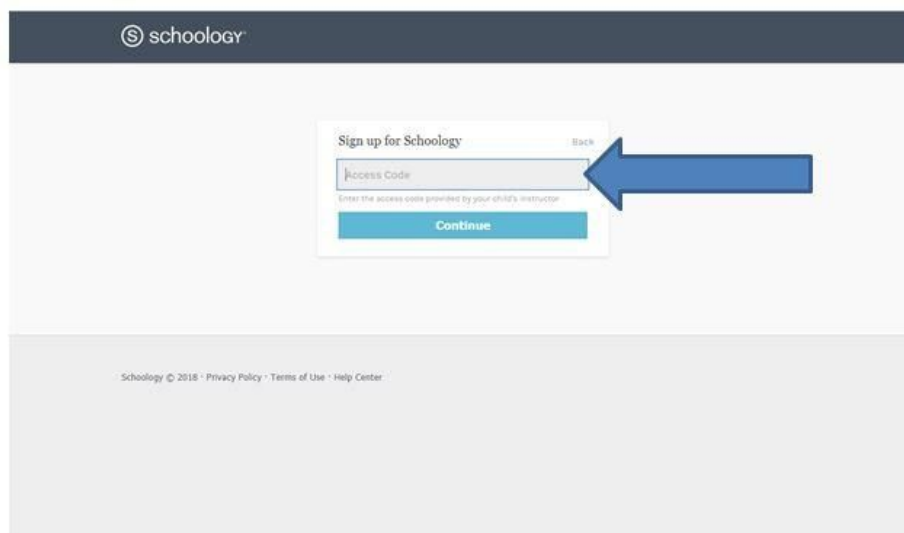 S schoology
Sign up for Schoology Back
Access Code
Enter the access code provided by your child's instructor
Continue
Schoology © 2018 · Privacy Policy · Terms of Use · Help Center